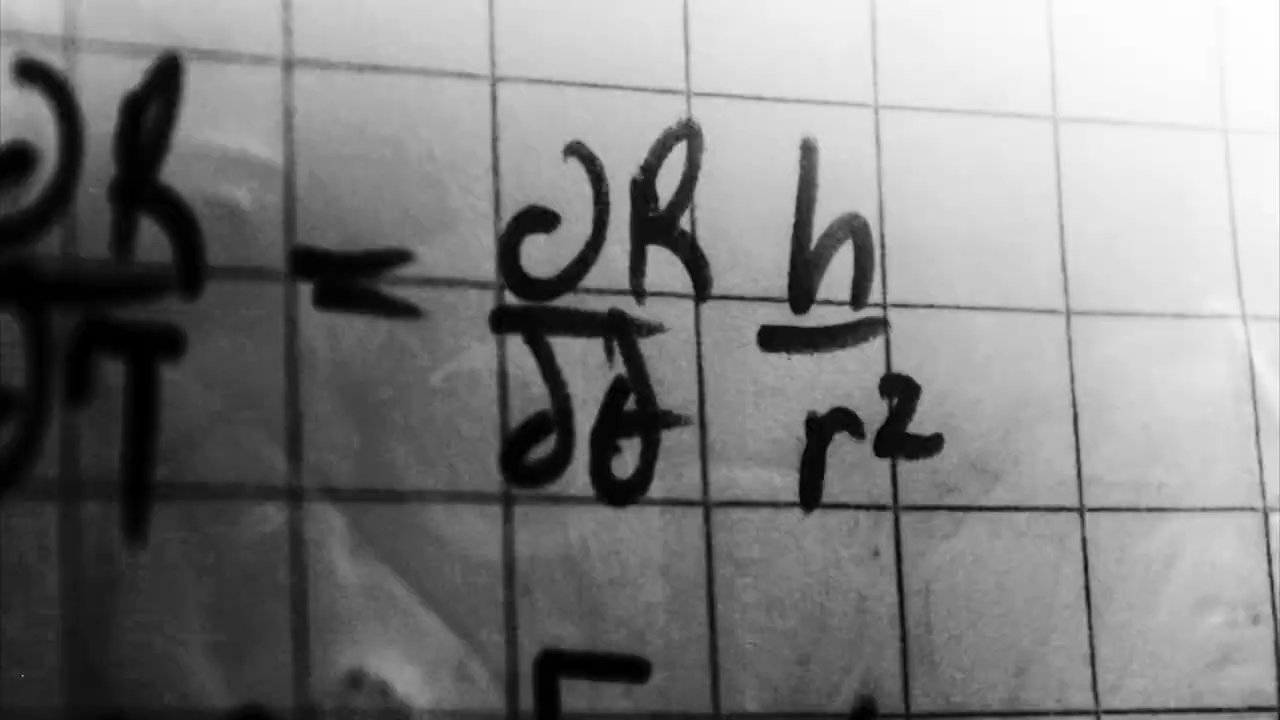 ∂R/∂T = ∂R/∂θ h/r²